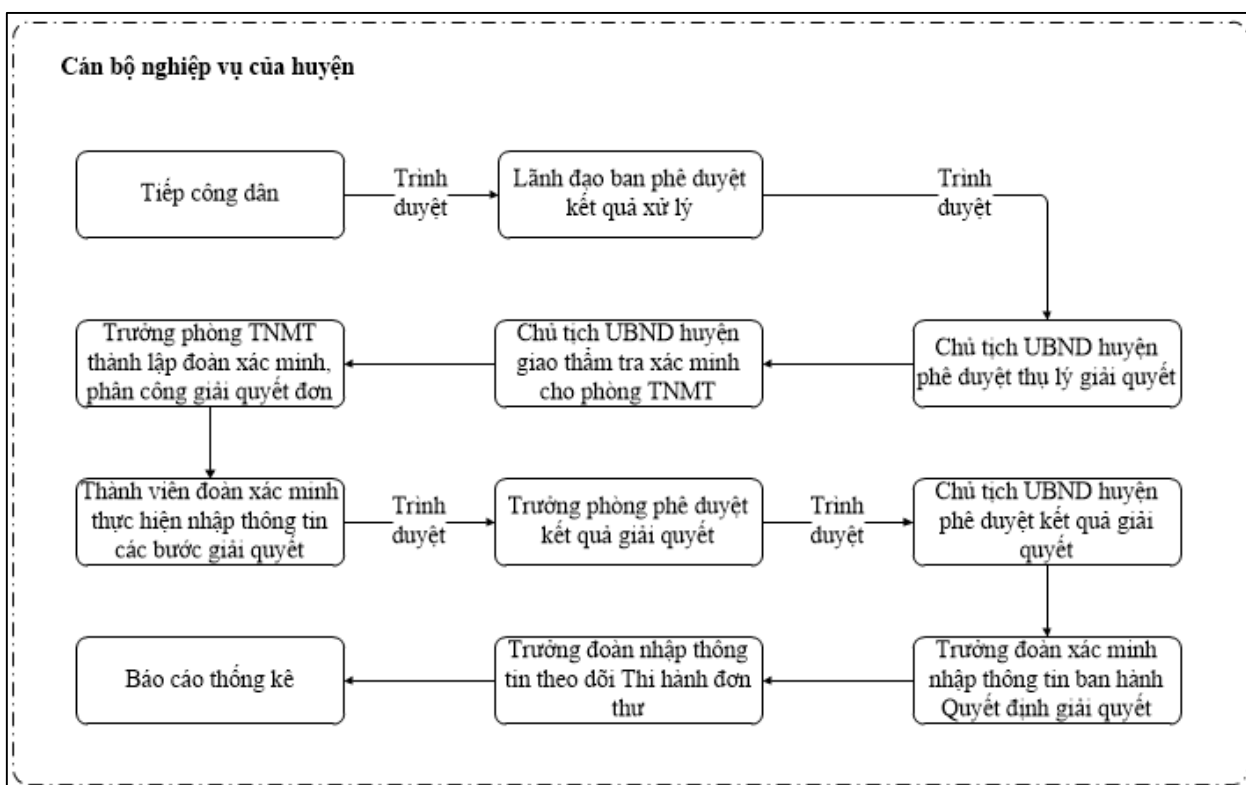 Cán bộ nghiệp vụ của huyện
Tiếp công dân
Trình
duyệt
Lãnh đạo ban phê duyệt
kết quả xử lý
Trình
duyệt
Chủ tịch UBND huyện
phê duyệt thụ lý giải quyết
Chủ tịch UBND huyện
giao thẩm tra xác minh
cho phòng TNMT
Trưởng phòng TNMT
thành lập đoàn xác minh,
phân công giải quyết đơn
Thành viên đoàn xác minh
thực hiện nhập thông tin
các bước giải quyết
Trình
duyệt
Trưởng phòng phê duyệt
kết quả giải quyết
Trình
duyệt
Chủ tịch UBND huyện
phê duyệt kết quả giải
quyết
Trưởng đoàn xác minh
nhập thông tin ban hành
Quyết định giải quyết
Trưởng đoàn nhập thông
tin theo dõi Thi hành đơn
thư
Báo cáo thống kê